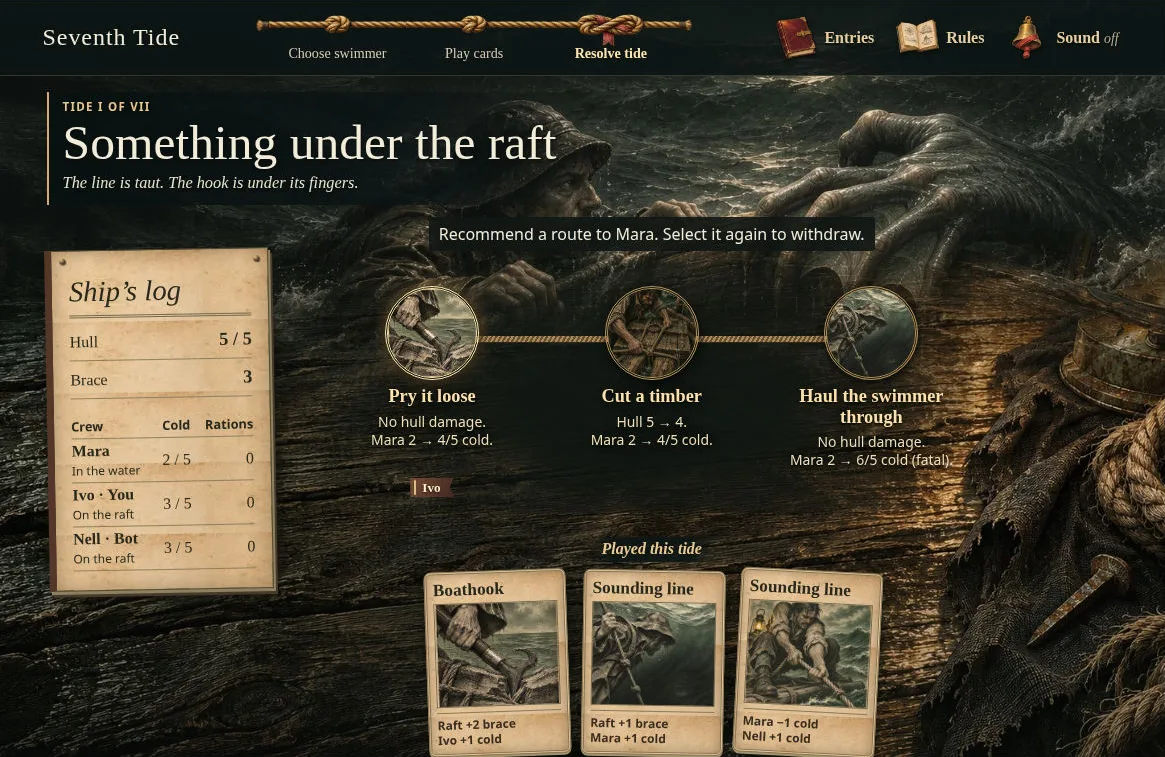 Seventh Tide
Choose swimmer
Play cards
Resolve tide
Entries
Rules
Sound off
TIDE I OF VII
Something under the raft
The line is taut. The hook is under its fingers.
Recommend a route to Mara. Select it again to withdraw.
Ship's log
Hull 5 / 5
Brace 3
Crew Cold Rations
Mara 2 / 5 0
In the water
Ivo · You 3 / 5 0
On the raft
Nell · Bot 3 / 5 0
On the raft
Pry it loose
No hull damage.
Mara 2 → 4/5 cold.
Ivo
Cut a timber
Hull 5 → 4.
Mara 2 → 4/5 cold.
Haul the swimmer
through
No hull damage.
Mara 2 → 6/5 cold (fatal).
Played this tide
Boathook
Raft +2 brace
Ivo +1 cold
Sounding line
Raft +1 brace
Mara +1 cold
Sounding line
Mara −1 cold
Nell +1 cold